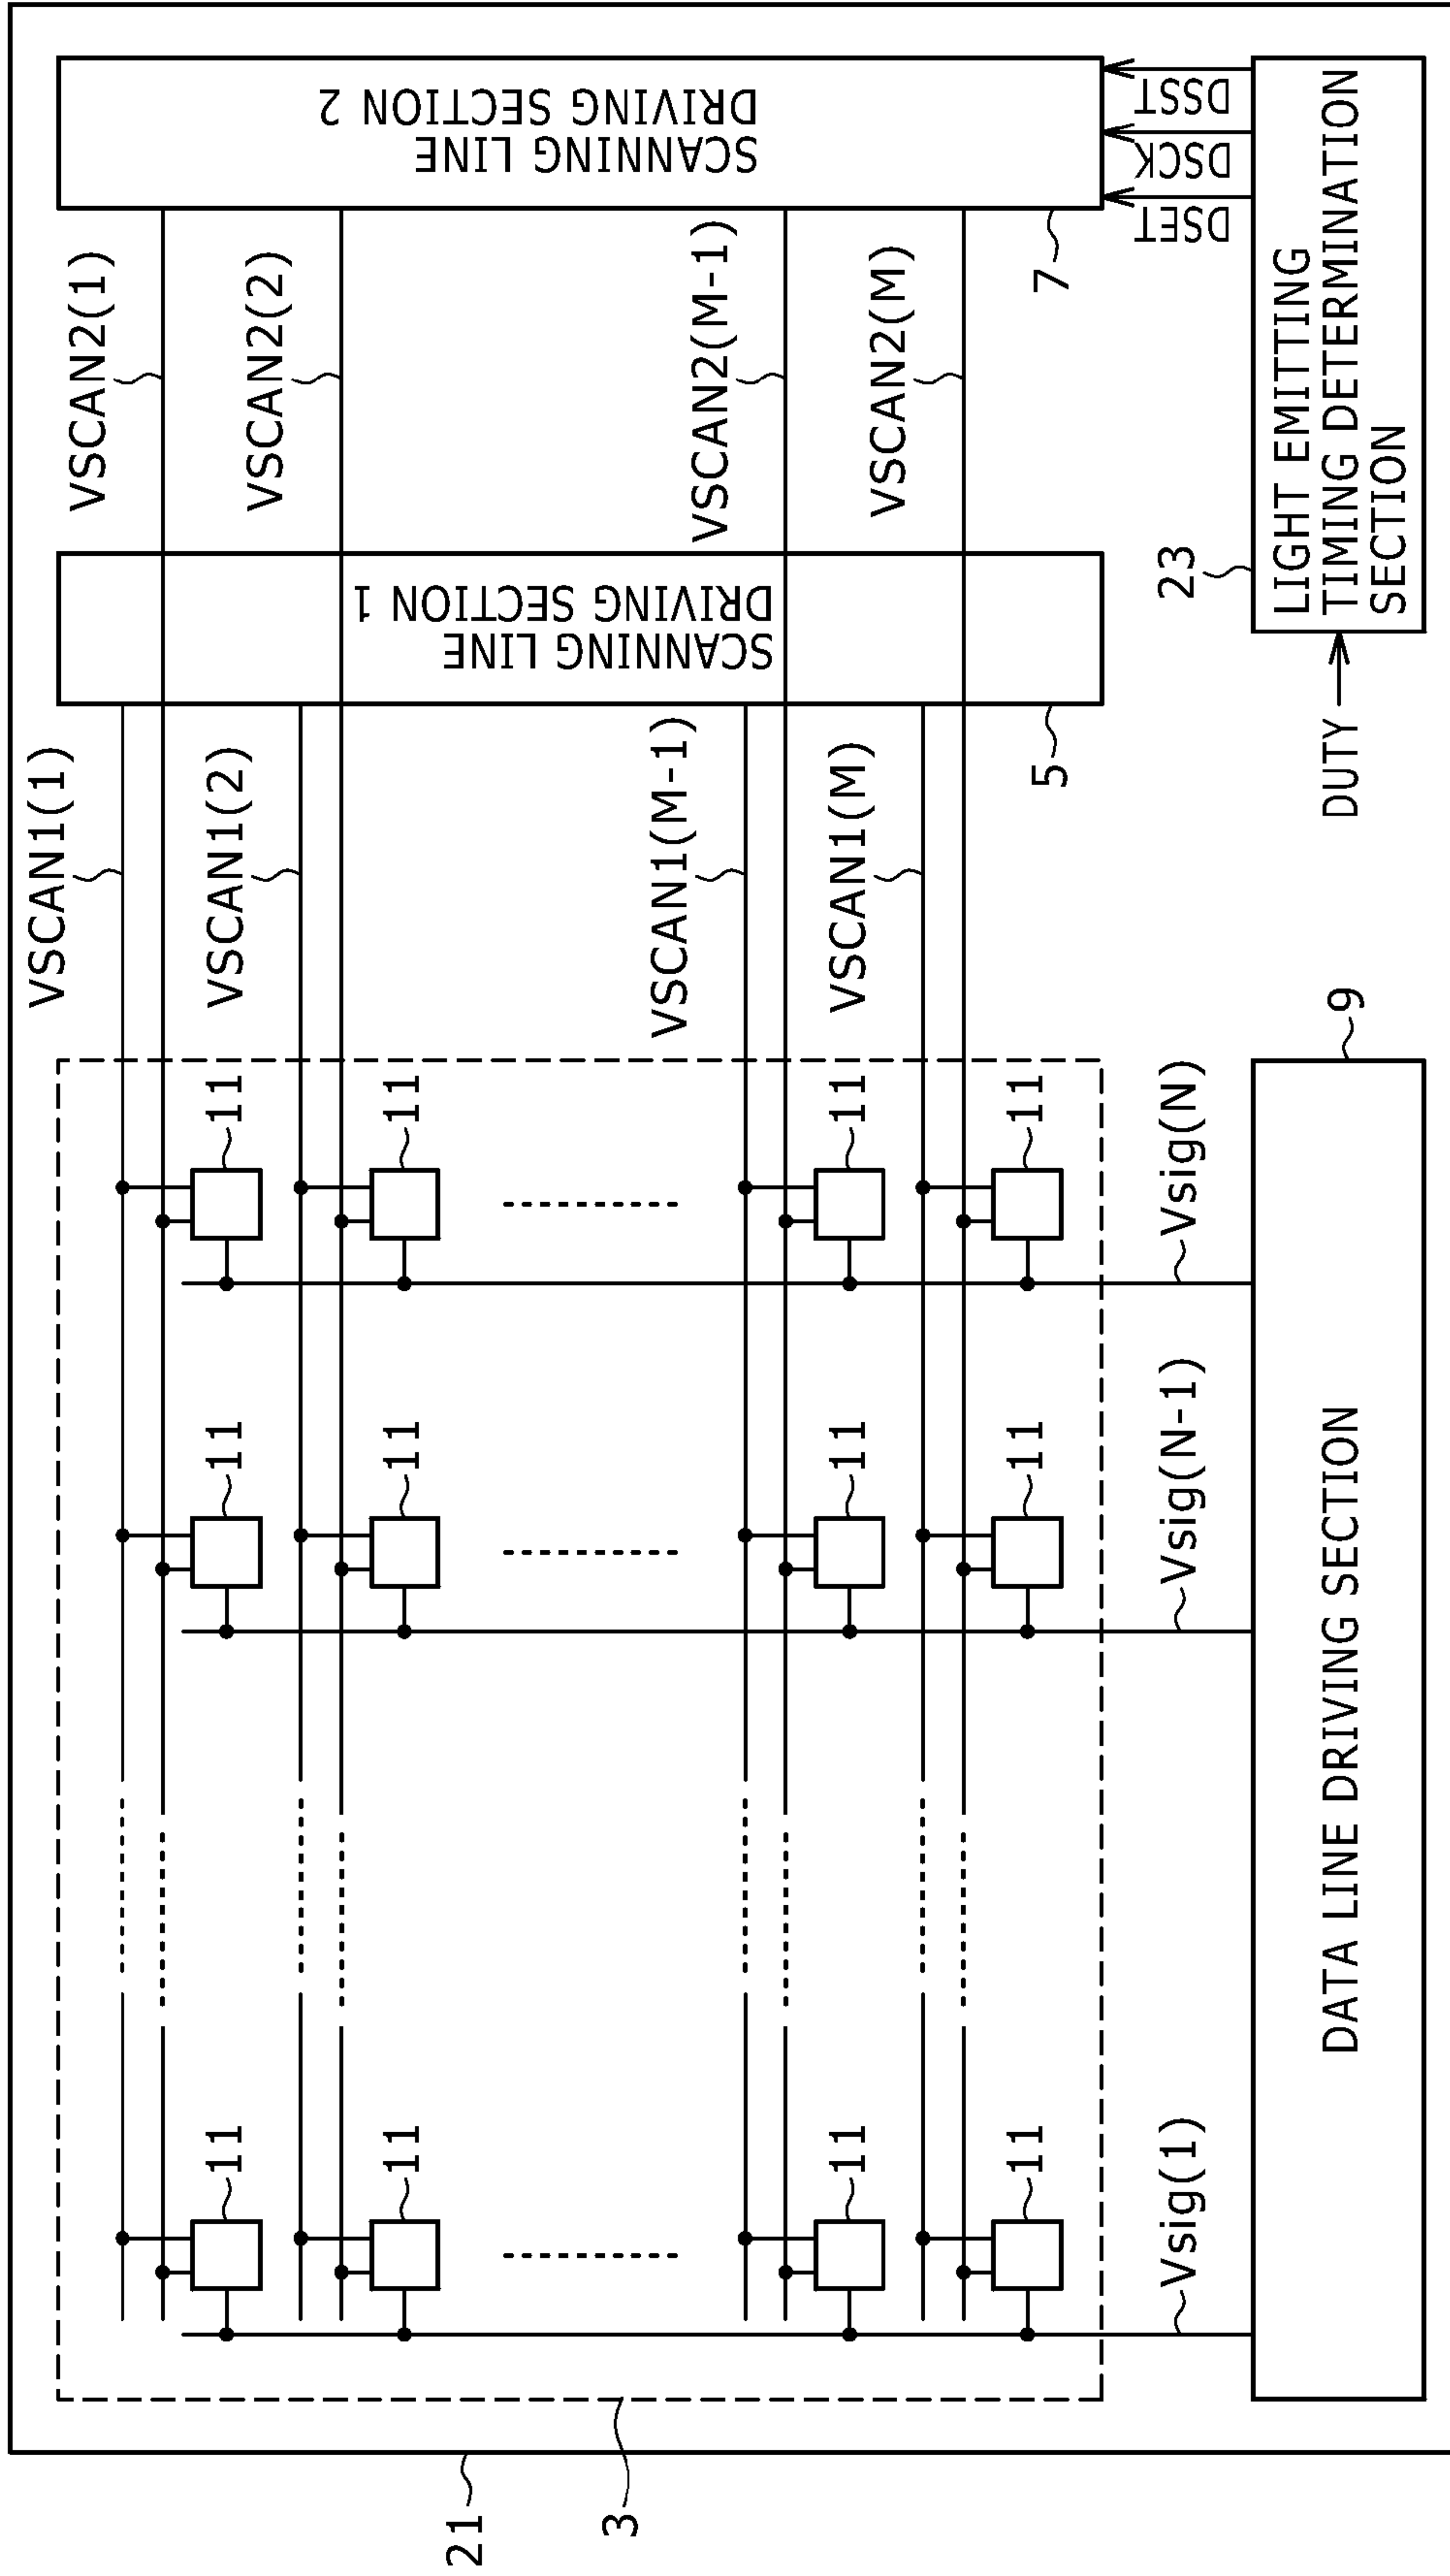 21
3
VSCAN1(1)
VSCAN2(1)
VSCAN1(2)
VSCAN2(2)
VSCAN1(M-1)
VSCAN2(M-1)
VSCAN1(M)
VSCAN2(M)
11
11
11
11
11
11
11
11
11
11
11
11
SCANNING LINE
DRIVING SECTION 1
5
SCANNING LINE
DRIVING SECTION 2
7
Vsig(1)
Vsig(N-1)
Vsig(N)
DATA LINE DRIVING SECTION
9
DSET
DSCK
DSST
23
DUTY
LIGHT EMITTING
TIMING DETERMINATION
SECTION